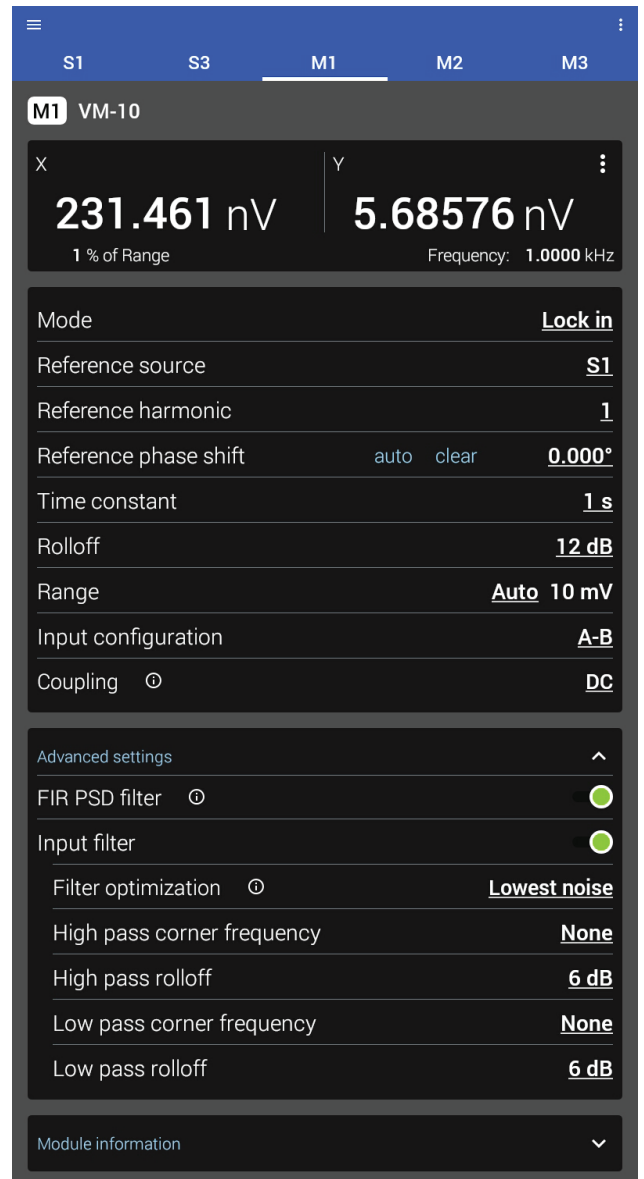 S1 S3 M1 M2 M3
M1 VM-10
X Y
231.461 nV 5.68576 nV
1 % of Range Frequency: 1.0000 kHz
Mode Lock in
Reference source S1
Reference harmonic 1
Reference phase shift auto clear 0.000°
Time constant 1 s
Rolloff 12 dB
Range Auto 10 mV
Input configuration A-B
Coupling DC
Advanced settings
FIR PSD filter
Input filter
Filter optimization Lowest noise
High pass corner frequency None
High pass rolloff 6 dB
Low pass corner frequency None
Low pass rolloff 6 dB
Module information